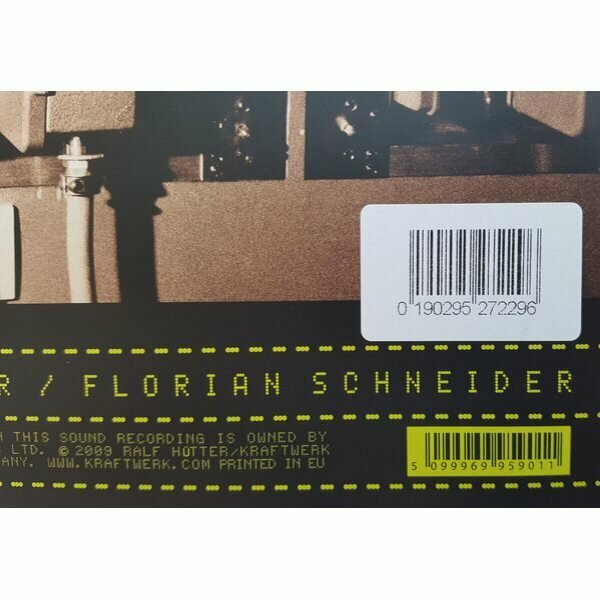 0 190295 272296
R / FLORIAN SCHNEIDER
H THIS SOUND RECORDING IS OWNED BY
S LTD. © 2009 RALF HÜTTER/KRAFTWERK
ANY. WWW.KRAFTWERK.COM PRINTED IN EU
5 099969 959011